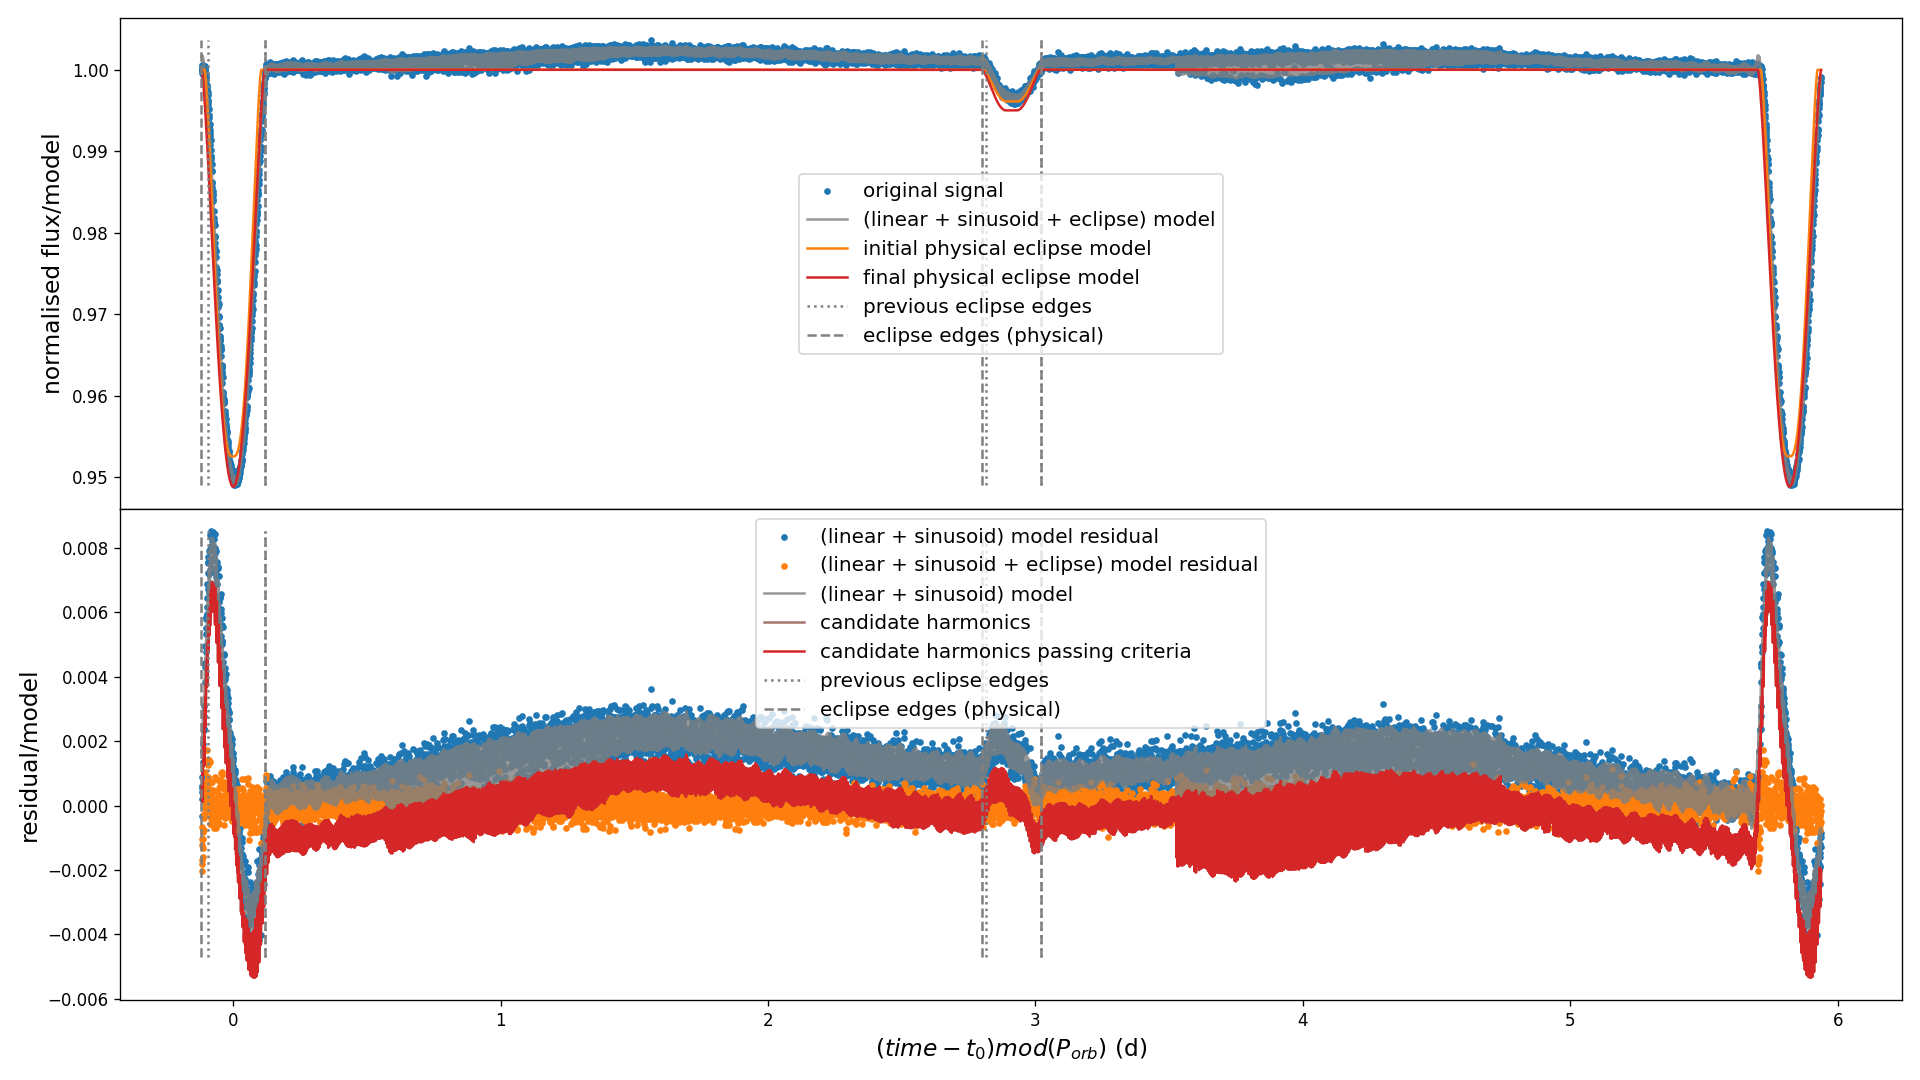 normalised flux/model
1.00
0.99
0.98
0.97
0.96
0.95
original signal
(linear + sinusoid + eclipse) model
initial physical eclipse model
final physical eclipse model
previous eclipse edges
eclipse edges (physical)
residual/model
0.008
0.006
0.004
0.002
0.000
−0.002
−0.004
−0.006
(linear + sinusoid) model residual
(linear + sinusoid + eclipse) model residual
(linear + sinusoid) model
candidate harmonics
candidate harmonics passing criteria
previous eclipse edges
eclipse edges (physical)
0 1 2 3 4 5 6
(time − t₀)mod(P_orb) (d)